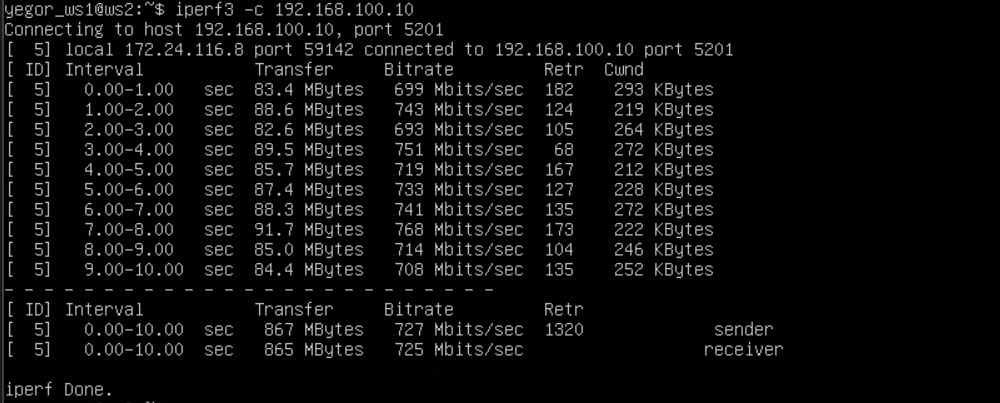 yegor_ws1@ws2:~$ iperf3 -c 192.168.100.10
Connecting to host 192.168.100.10, port 5201
[  5] local 172.24.116.8 port 59142 connected to 192.168.100.10 port 5201
[ ID] Interval           Transfer     Bitrate         Retr  Cwnd
[  5]   0.00-1.00   sec  83.4 MBytes   699 Mbits/sec  182    293 KBytes
[  5]   1.00-2.00   sec  88.6 MBytes   743 Mbits/sec  124    219 KBytes
[  5]   2.00-3.00   sec  82.6 MBytes   693 Mbits/sec  105    264 KBytes
[  5]   3.00-4.00   sec  89.5 MBytes   751 Mbits/sec   68    272 KBytes
[  5]   4.00-5.00   sec  85.7 MBytes   719 Mbits/sec  167    212 KBytes
[  5]   5.00-6.00   sec  87.4 MBytes   733 Mbits/sec  127    228 KBytes
[  5]   6.00-7.00   sec  88.3 MBytes   741 Mbits/sec  135    272 KBytes
[  5]   7.00-8.00   sec  91.7 MBytes   768 Mbits/sec  173    222 KBytes
[  5]   8.00-9.00   sec  85.0 MBytes   714 Mbits/sec  104    246 KBytes
[  5]   9.00-10.00  sec  84.4 MBytes   708 Mbits/sec  135    252 KBytes
- - - - - - - - - - - - - - - - - - - - - - - - -
[ ID] Interval           Transfer     Bitrate         Retr
[  5]   0.00-10.00  sec   867 MBytes   727 Mbits/sec  1320             sender
[  5]   0.00-10.00  sec   865 MBytes   725 Mbits/sec                  receiver

iperf Done.